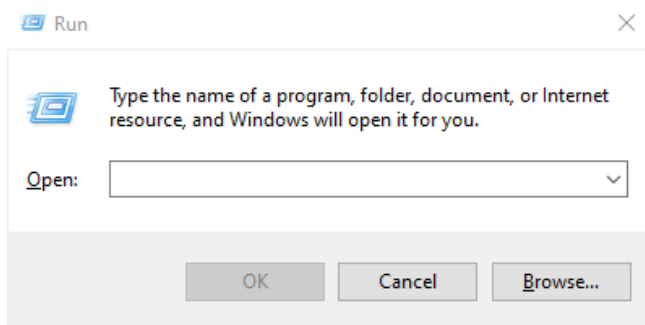 Run
Type the name of a program, folder, document, or Internet
resource, and Windows will open it for you.
Open:
OK Cancel Browse...